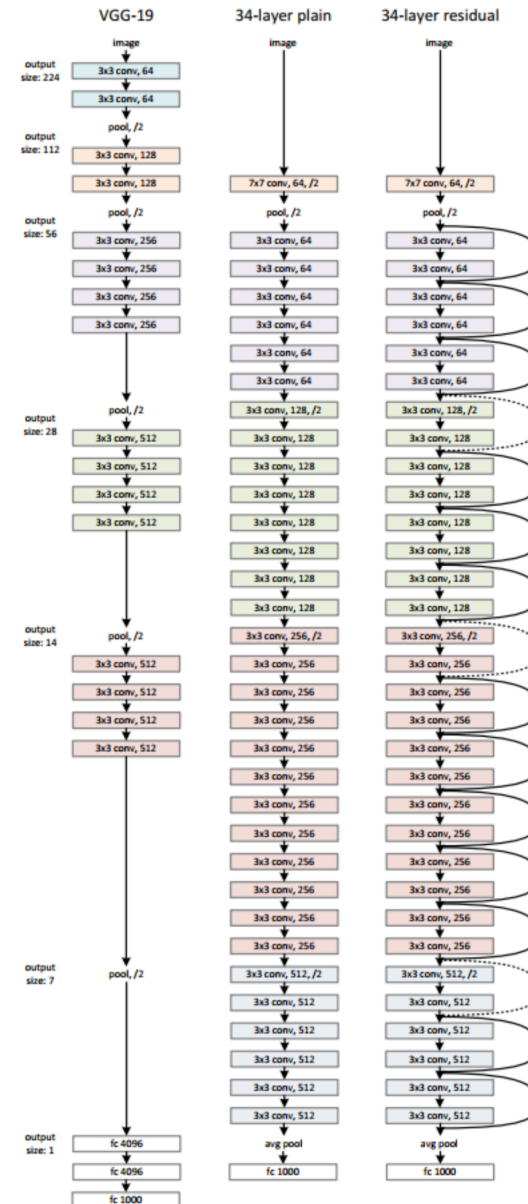 VGG-19
34-layer plain
34-layer residual
output
size: 224
output
size: 112
output
size: 56
output
size: 28
output
size: 14
output
size: 7
output
size: 1
image
3x3 conv, 64
3x3 conv, 64
pool, /2
3x3 conv, 128
3x3 conv, 128
pool, /2
3x3 conv, 256
3x3 conv, 256
3x3 conv, 256
3x3 conv, 256
pool, /2
3x3 conv, 512
3x3 conv, 512
3x3 conv, 512
3x3 conv, 512
pool, /2
3x3 conv, 512
3x3 conv, 512
3x3 conv, 512
3x3 conv, 512
pool, /2
fc 4096
fc 4096
fc 1000
image
7x7 conv, 64, /2
pool, /2
3x3 conv, 64
3x3 conv, 64
3x3 conv, 64
3x3 conv, 64
3x3 conv, 64
3x3 conv, 64
3x3 conv, 128, /2
3x3 conv, 128
3x3 conv, 128
3x3 conv, 128
3x3 conv, 128
3x3 conv, 128
3x3 conv, 128
3x3 conv, 128
3x3 conv, 256, /2
3x3 conv, 256
3x3 conv, 256
3x3 conv, 256
3x3 conv, 256
3x3 conv, 256
3x3 conv, 256
3x3 conv, 256
3x3 conv, 256
3x3 conv, 256
3x3 conv, 256
3x3 conv, 256
3x3 conv, 512, /2
3x3 conv, 512
3x3 conv, 512
3x3 conv, 512
3x3 conv, 512
3x3 conv, 512
avg pool
fc 1000
image
7x7 conv, 64, /2
pool, /2
3x3 conv, 64
3x3 conv, 64
3x3 conv, 64
3x3 conv, 64
3x3 conv, 64
3x3 conv, 64
3x3 conv, 128, /2
3x3 conv, 128
3x3 conv, 128
3x3 conv, 128
3x3 conv, 128
3x3 conv, 128
3x3 conv, 128
3x3 conv, 128
3x3 conv, 256, /2
3x3 conv, 256
3x3 conv, 256
3x3 conv, 256
3x3 conv, 256
3x3 conv, 256
3x3 conv, 256
3x3 conv, 256
3x3 conv, 256
3x3 conv, 256
3x3 conv, 256
3x3 conv, 256
3x3 conv, 512, /2
3x3 conv, 512
3x3 conv, 512
3x3 conv, 512
3x3 conv, 512
3x3 conv, 512
avg pool
fc 1000